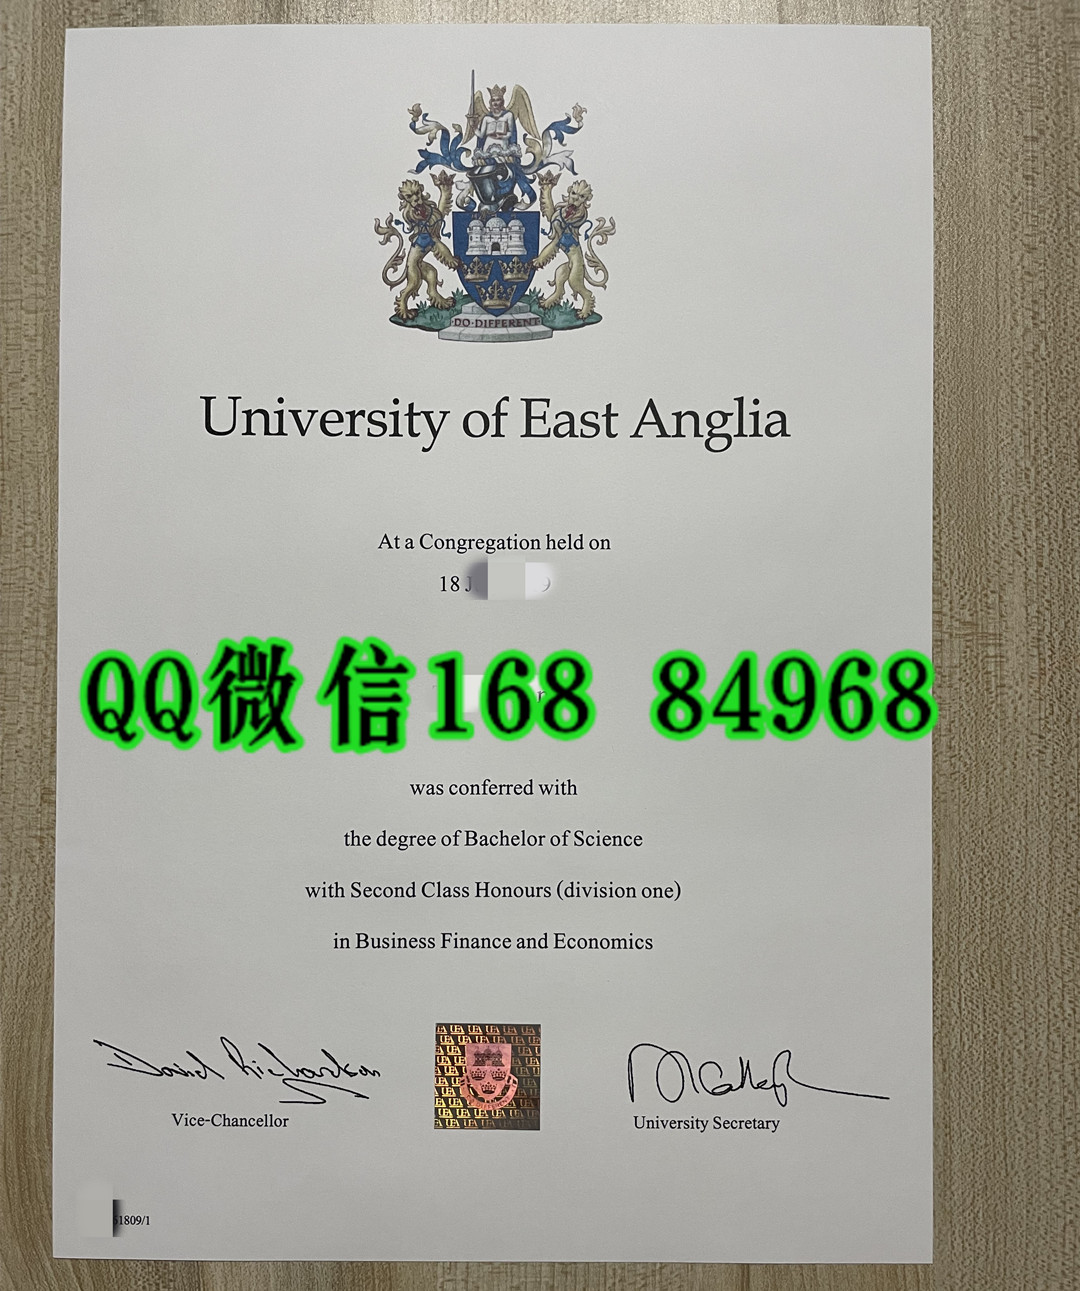 DO·DIFFERENT
University of East Anglia
At a Congregation held on
18 J
QQ微信168 84968
was conferred with
the degree of Bachelor of Science
with Second Class Honours (division one)
in Business Finance and Economics
David Richardson
Vice-Chancellor
University Secretary
1809/1